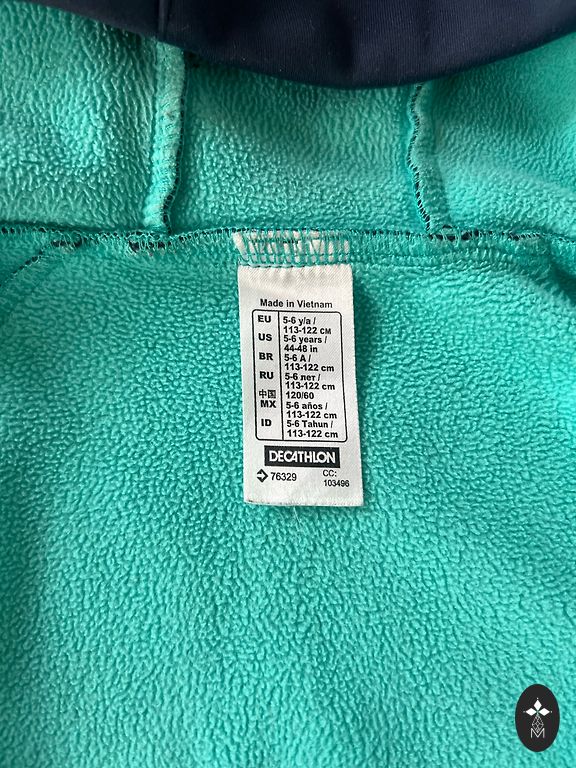 Made in Vietnam
EU 5-6 y/a /
113-122 CM
US 5-6 years /
44-48 in
BR 5-6 A /
113-122 cm
RU 5-6 лет /
113-122 cm
中国 120/60
MX 5-6 años /
113-122 cm
ID 5-6 Tahun /
113-122 cm
DECATHLON
76329 CC:
103496
M